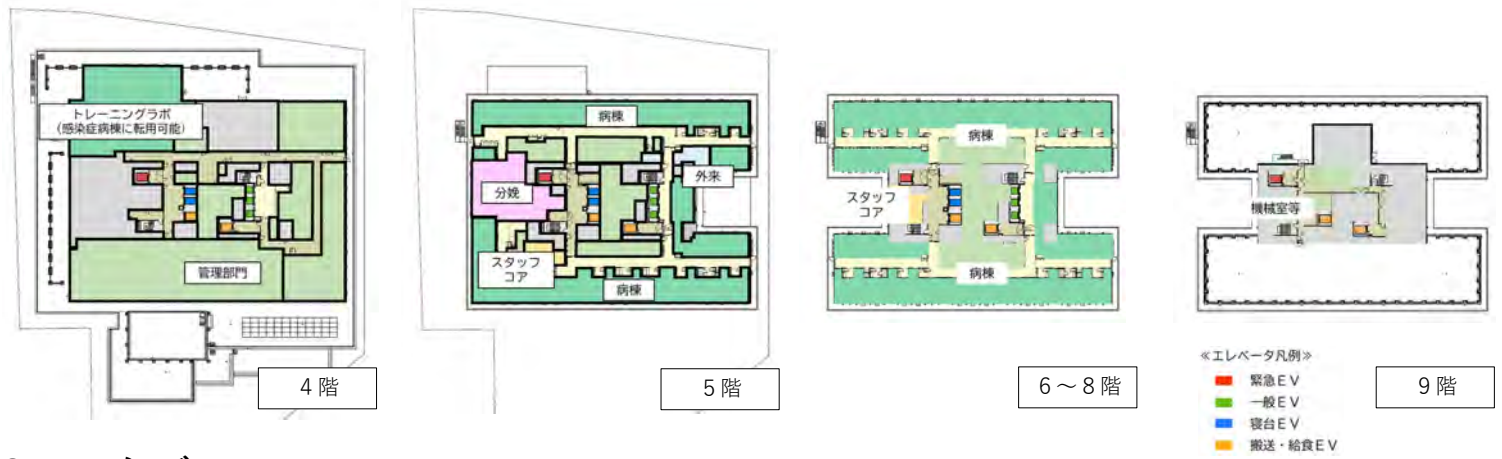 トレーニングラボ
(感染症病棟に転用可能)
管理部門
4階
病棟
分娩
外来
スタッフ
コア
病棟
5階
病棟
スタッフ
コア
病棟
6～8階
機械室等
9階
≪エレベータ凡例≫
緊急EV
一般EV
寝台EV
搬送・給食EV